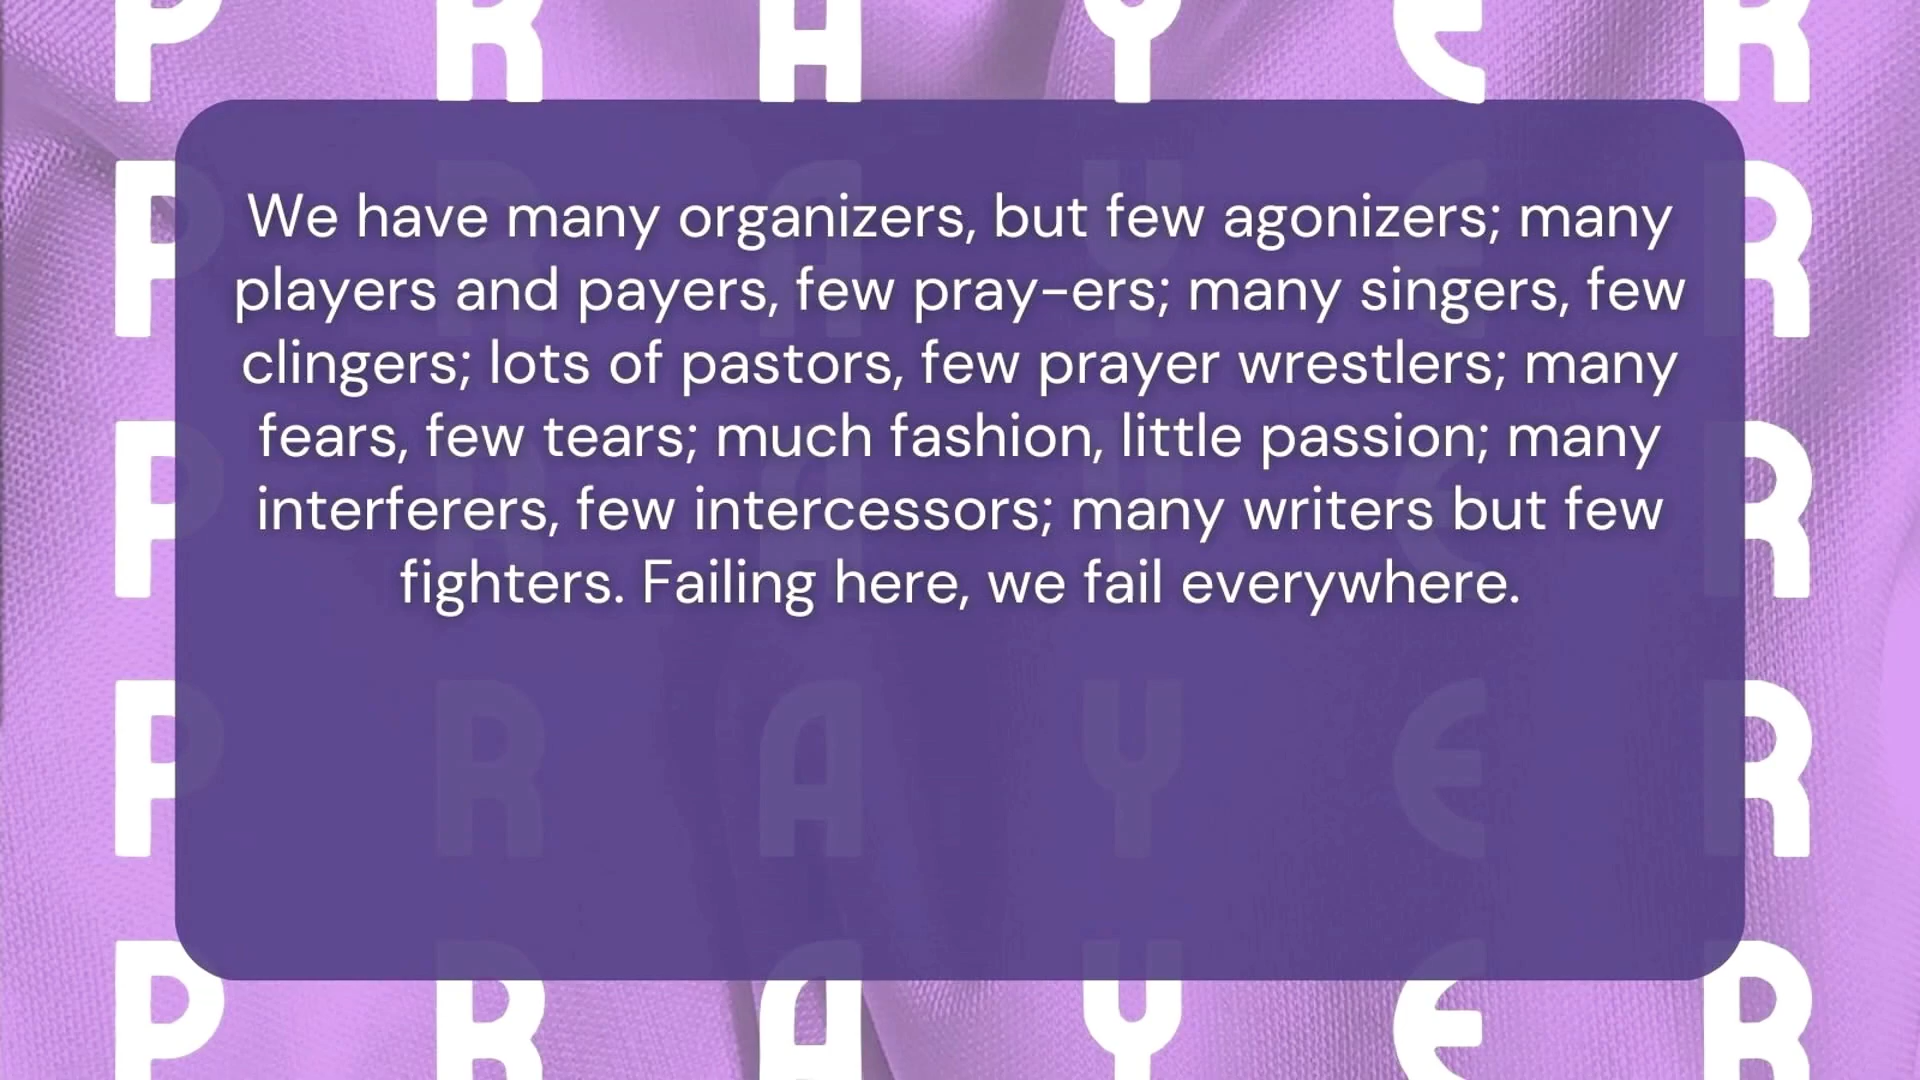 P R A Y E R
We have many organizers, but few agonizers; many
players and payers, few pray-ers; many singers, few
clingers; lots of pastors, few prayer wrestlers; many
fears, few tears; much fashion, little passion; many
interferers, few intercessors; many writers but few
fighters. Failing here, we fail everywhere.
P R A Y E R
P R A Y E R
P R A Y E R
P R A Y E R